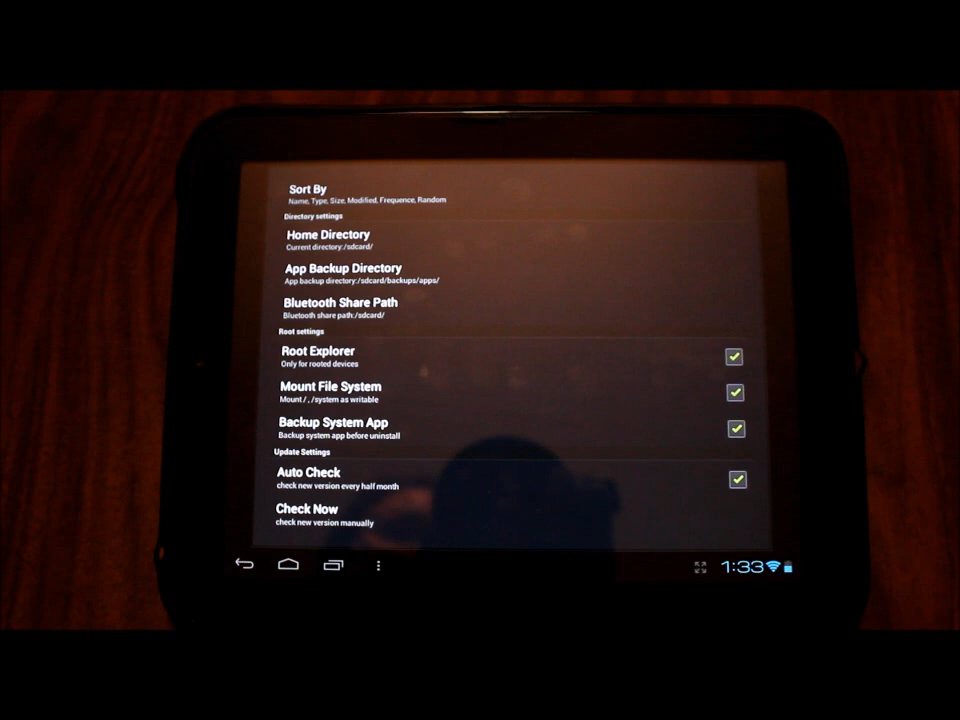 Sort By
Name, Type, Size, Modified, Frequence, Random
Directory settings
Home Directory
Current directory:/sdcard/
App Backup Directory
App backup directory:/sdcard/backups/apps/
Bluetooth Share Path
Bluetooth share path:/sdcard/
Root settings
Root Explorer
Only for rooted devices
Mount File System
Mount / , /system as writable
Backup System App
Backup system app before uninstall
Update Settings
Auto Check
check new version every half month
Check Now
check new version manually
1:33